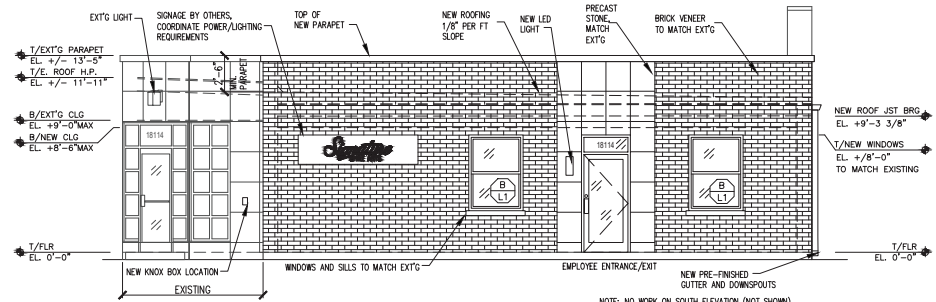 EXT'G LIGHT
SIGNAGE BY OTHERS,
COORDINATE POWER/LIGHTING
REQUIREMENTS
TOP OF
NEW PARAPET
NEW ROOFING
1/8" PER FT
SLOPE
NEW LED
LIGHT
PRECAST
STONE,
MATCH
EXT'G
BRICK VENEER
TO MATCH EXT'G
T/EXT'G PARAPET
EL. +/- 13'-5"
T/E. ROOF H.P.
EL. +/- 11'-11"
2'-6"
MIN.
PARAPET
B/EXT'G CLG
EL. +9'-0"MAX
B/NEW CLG
EL. +8'-6"MAX
18114
18114
NEW ROOF JST BRG
EL. +9'-3 3/8"
T/NEW WINDOWS
EL. +/8'-0"
TO MATCH EXISTING
B
L1
B
L1
T/FLR
EL. 0'-0"
T/FLR
EL. 0'-0"
NEW KNOX BOX LOCATION
WINDOWS AND SILLS TO MATCH EXT'G
EMPLOYEE ENTRANCE/EXIT
NEW PRE-FINISHED
GUTTER AND DOWNSPOUTS
EXISTING
NOTE: NO WORK ON SOUTH ELEVATION (NOT SHOWN)